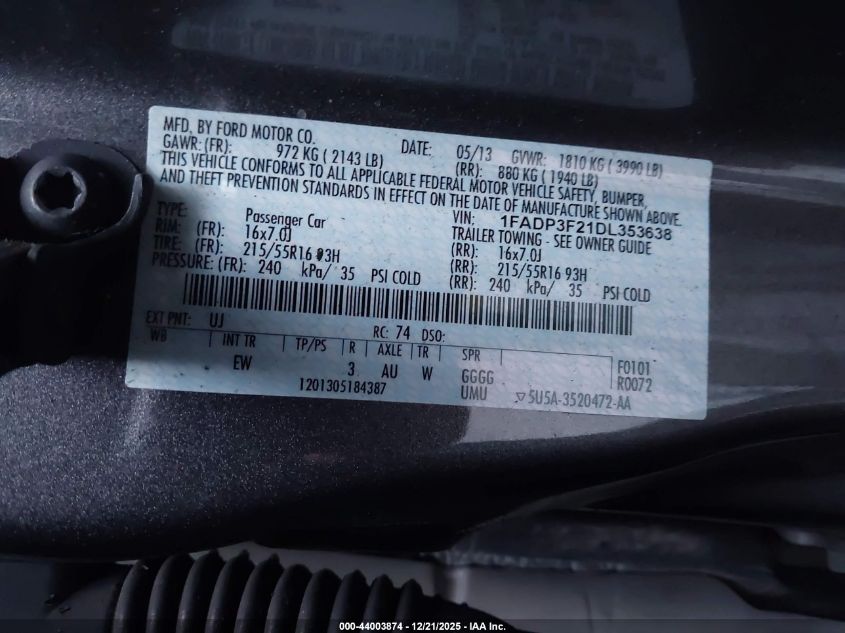 MFD. BY FORD MOTOR CO. DATE: 05/13 GVWR: 1810 KG ( 3990 LB)
GAWR: (FR): 972 KG ( 2143 LB) (RR): 880 KG ( 1940 LB)
THIS VEHICLE CONFORMS TO ALL APPLICABLE FEDERAL MOTOR VEHICLE SAFETY, BUMPER,
AND THEFT PREVENTION STANDARDS IN EFFECT ON THE DATE OF MANUFACTURE SHOWN ABOVE.
VIN: 1FADP3F21DL353638
TYPE: Passenger Car TRAILER TOWING - SEE OWNER GUIDE
RIM: (FR): 16x7.0J (RR): 16x7.0J
TIRE: (FR): 215/55R16 93H (RR): 215/55R16 93H
PRESSURE: (FR): 240 kPa/ 35 PSI COLD (RR): 240 kPa/ 35 PSI COLD
EXT PNT: UJ RC: 74 DSO:
WB INT TR TP/PS R AXLE TR SPR F0101
EW 3 AU W GGGG R0072
1201305184387 UMU ▽5U5A-3520472-AA
000-44003874 - 12/21/2025 - IAA Inc.